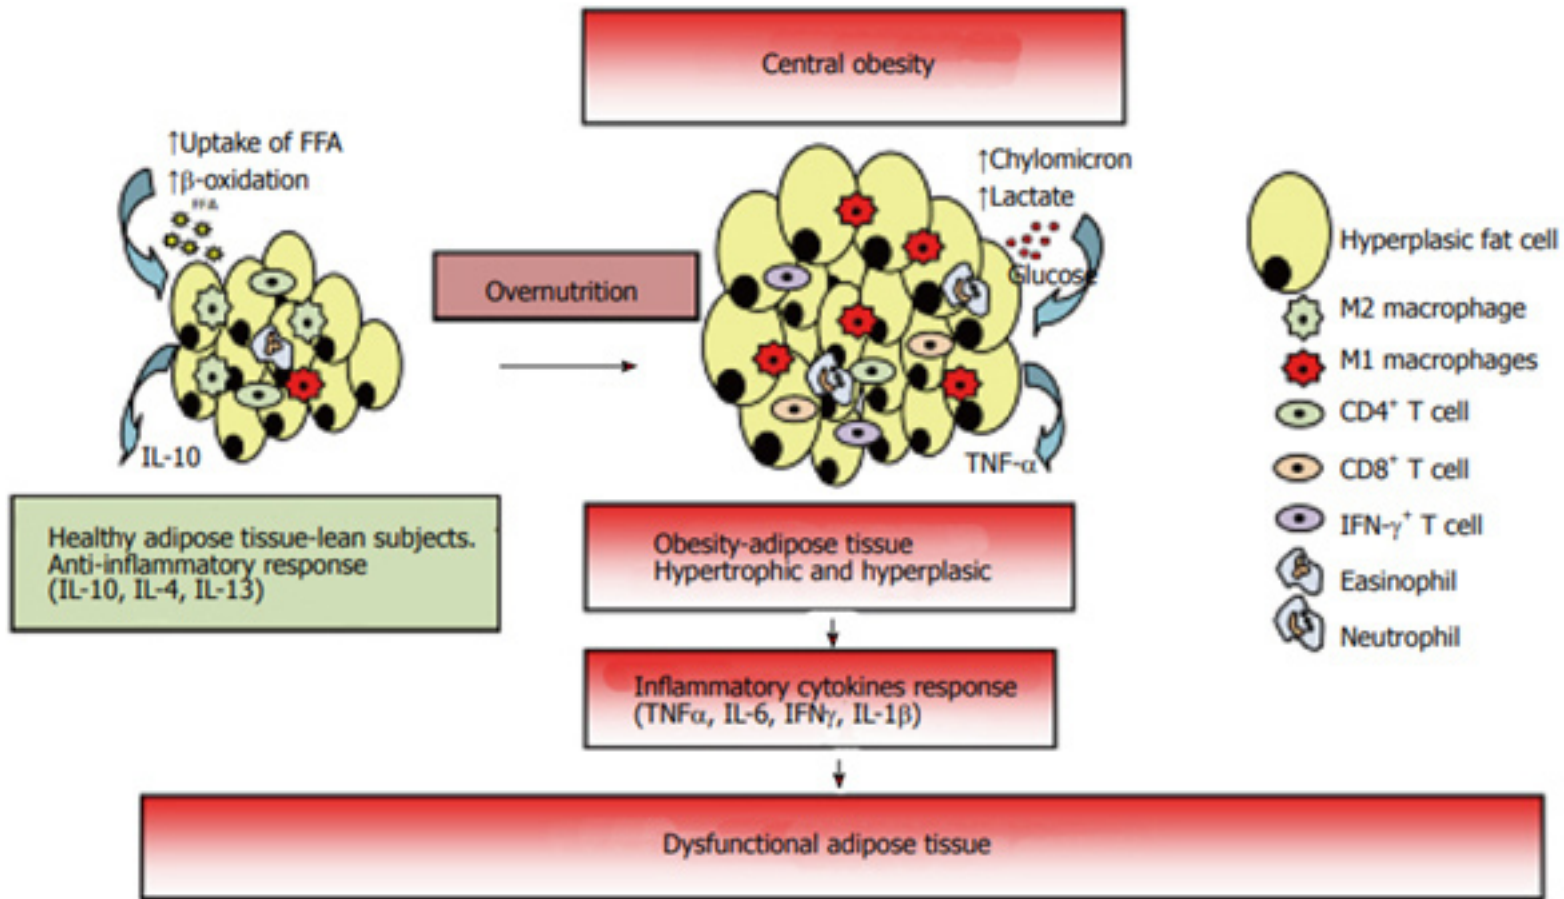 Central obesity
↑Uptake of FFA
↑β-oxidation
FFA
IL-10
Overnutrition
↑Chylomicron
↑Lactate
Glucose
TNF-α
Hyperplasic fat cell
M2 macrophage
M1 macrophages
CD4⁺ T cell
CD8⁺ T cell
IFN-γ⁺ T cell
Easinophil
Neutrophil
Healthy adipose tissue-lean subjects.
Anti-inflammatory response
(IL-10, IL-4, IL-13)
Obesity-adipose tissue
Hypertrophic and hyperplasic
Inflammatory cytokines response
(TNFα, IL-6, IFNγ, IL-1β)
Dysfunctional adipose tissue